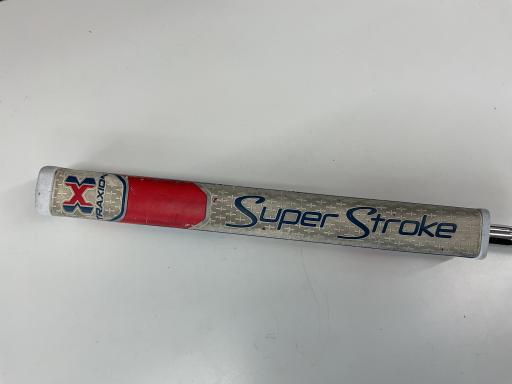 X
TRAXION
Super Stroke